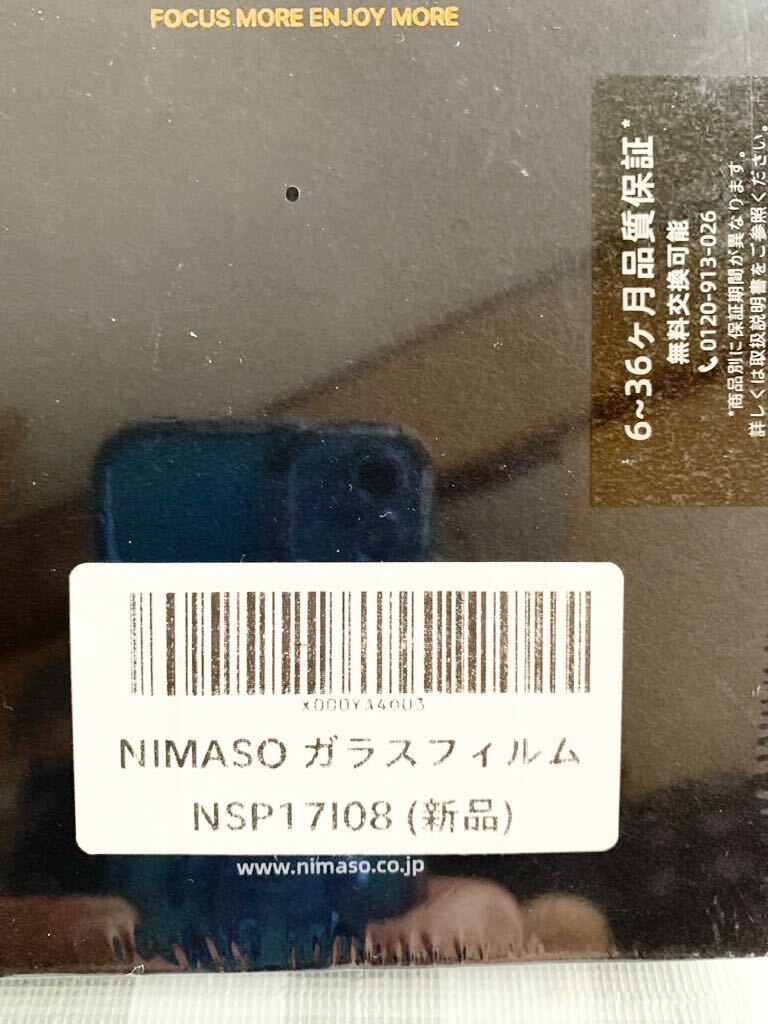 FOCUS MORE ENJOY MORE
6~36ヶ月品質保証*
無料交換可能
0120-913-026
*商品別に保証期間が異なります。
詳しくは取扱説明書をご参照ください。
NIMASO ガラスフィルム
NSP17I08 (新品)
www.nimaso.co.jp